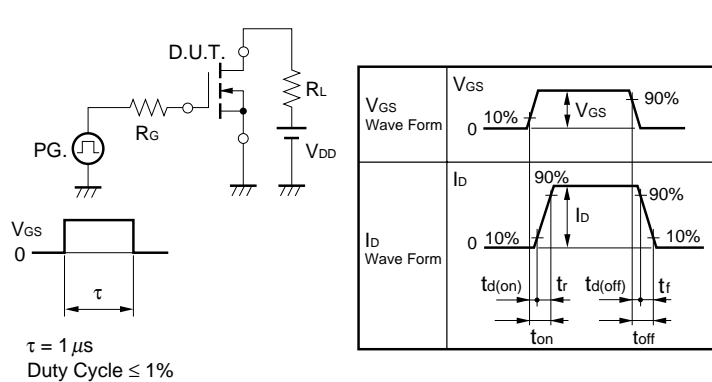 D.U.T.
RL
RG
PG.
VDD
VGS
0
τ
τ = 1 μs
Duty Cycle ≤ 1%
VGS
Wave Form
VGS
10%
0
VGS
90%
ID
Wave Form
ID
90%
90%
ID
0
10%
10%
td(on)
tr
td(off)
tf
ton
toff